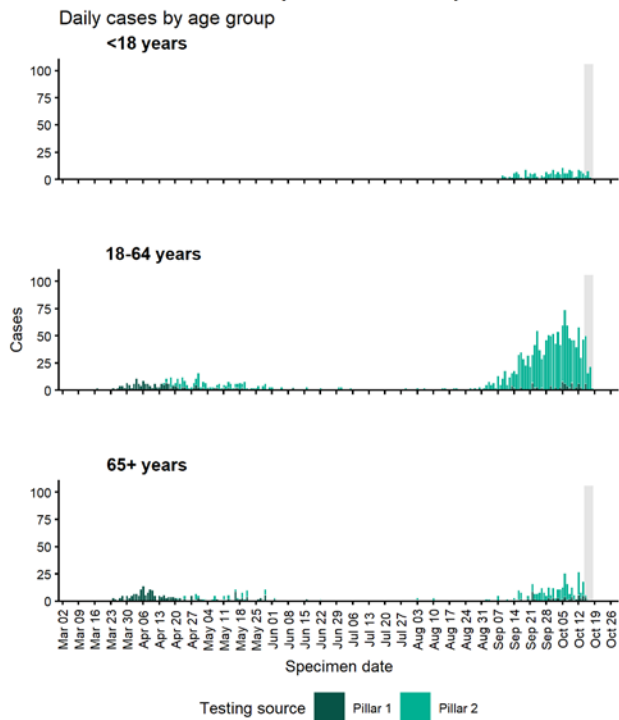 Daily cases by age group
<18 years
100
75
50
25
0
18-64 years
100
75
50
25
0
Cases
65+ years
100
75
50
25
0
Mar 02
Mar 09
Mar 16
Mar 23
Mar 30
Apr 06
Apr 13
Apr 20
Apr 27
May 04
May 11
May 18
May 25
Jun 01
Jun 08
Jun 15
Jun 22
Jun 29
Jul 06
Jul 13
Jul 20
Jul 27
Aug 03
Aug 10
Aug 17
Aug 24
Aug 31
Sep 07
Sep 14
Sep 21
Sep 28
Oct 05
Oct 12
Oct 19
Oct 26
Specimen date
Testing source Pillar 1 Pillar 2